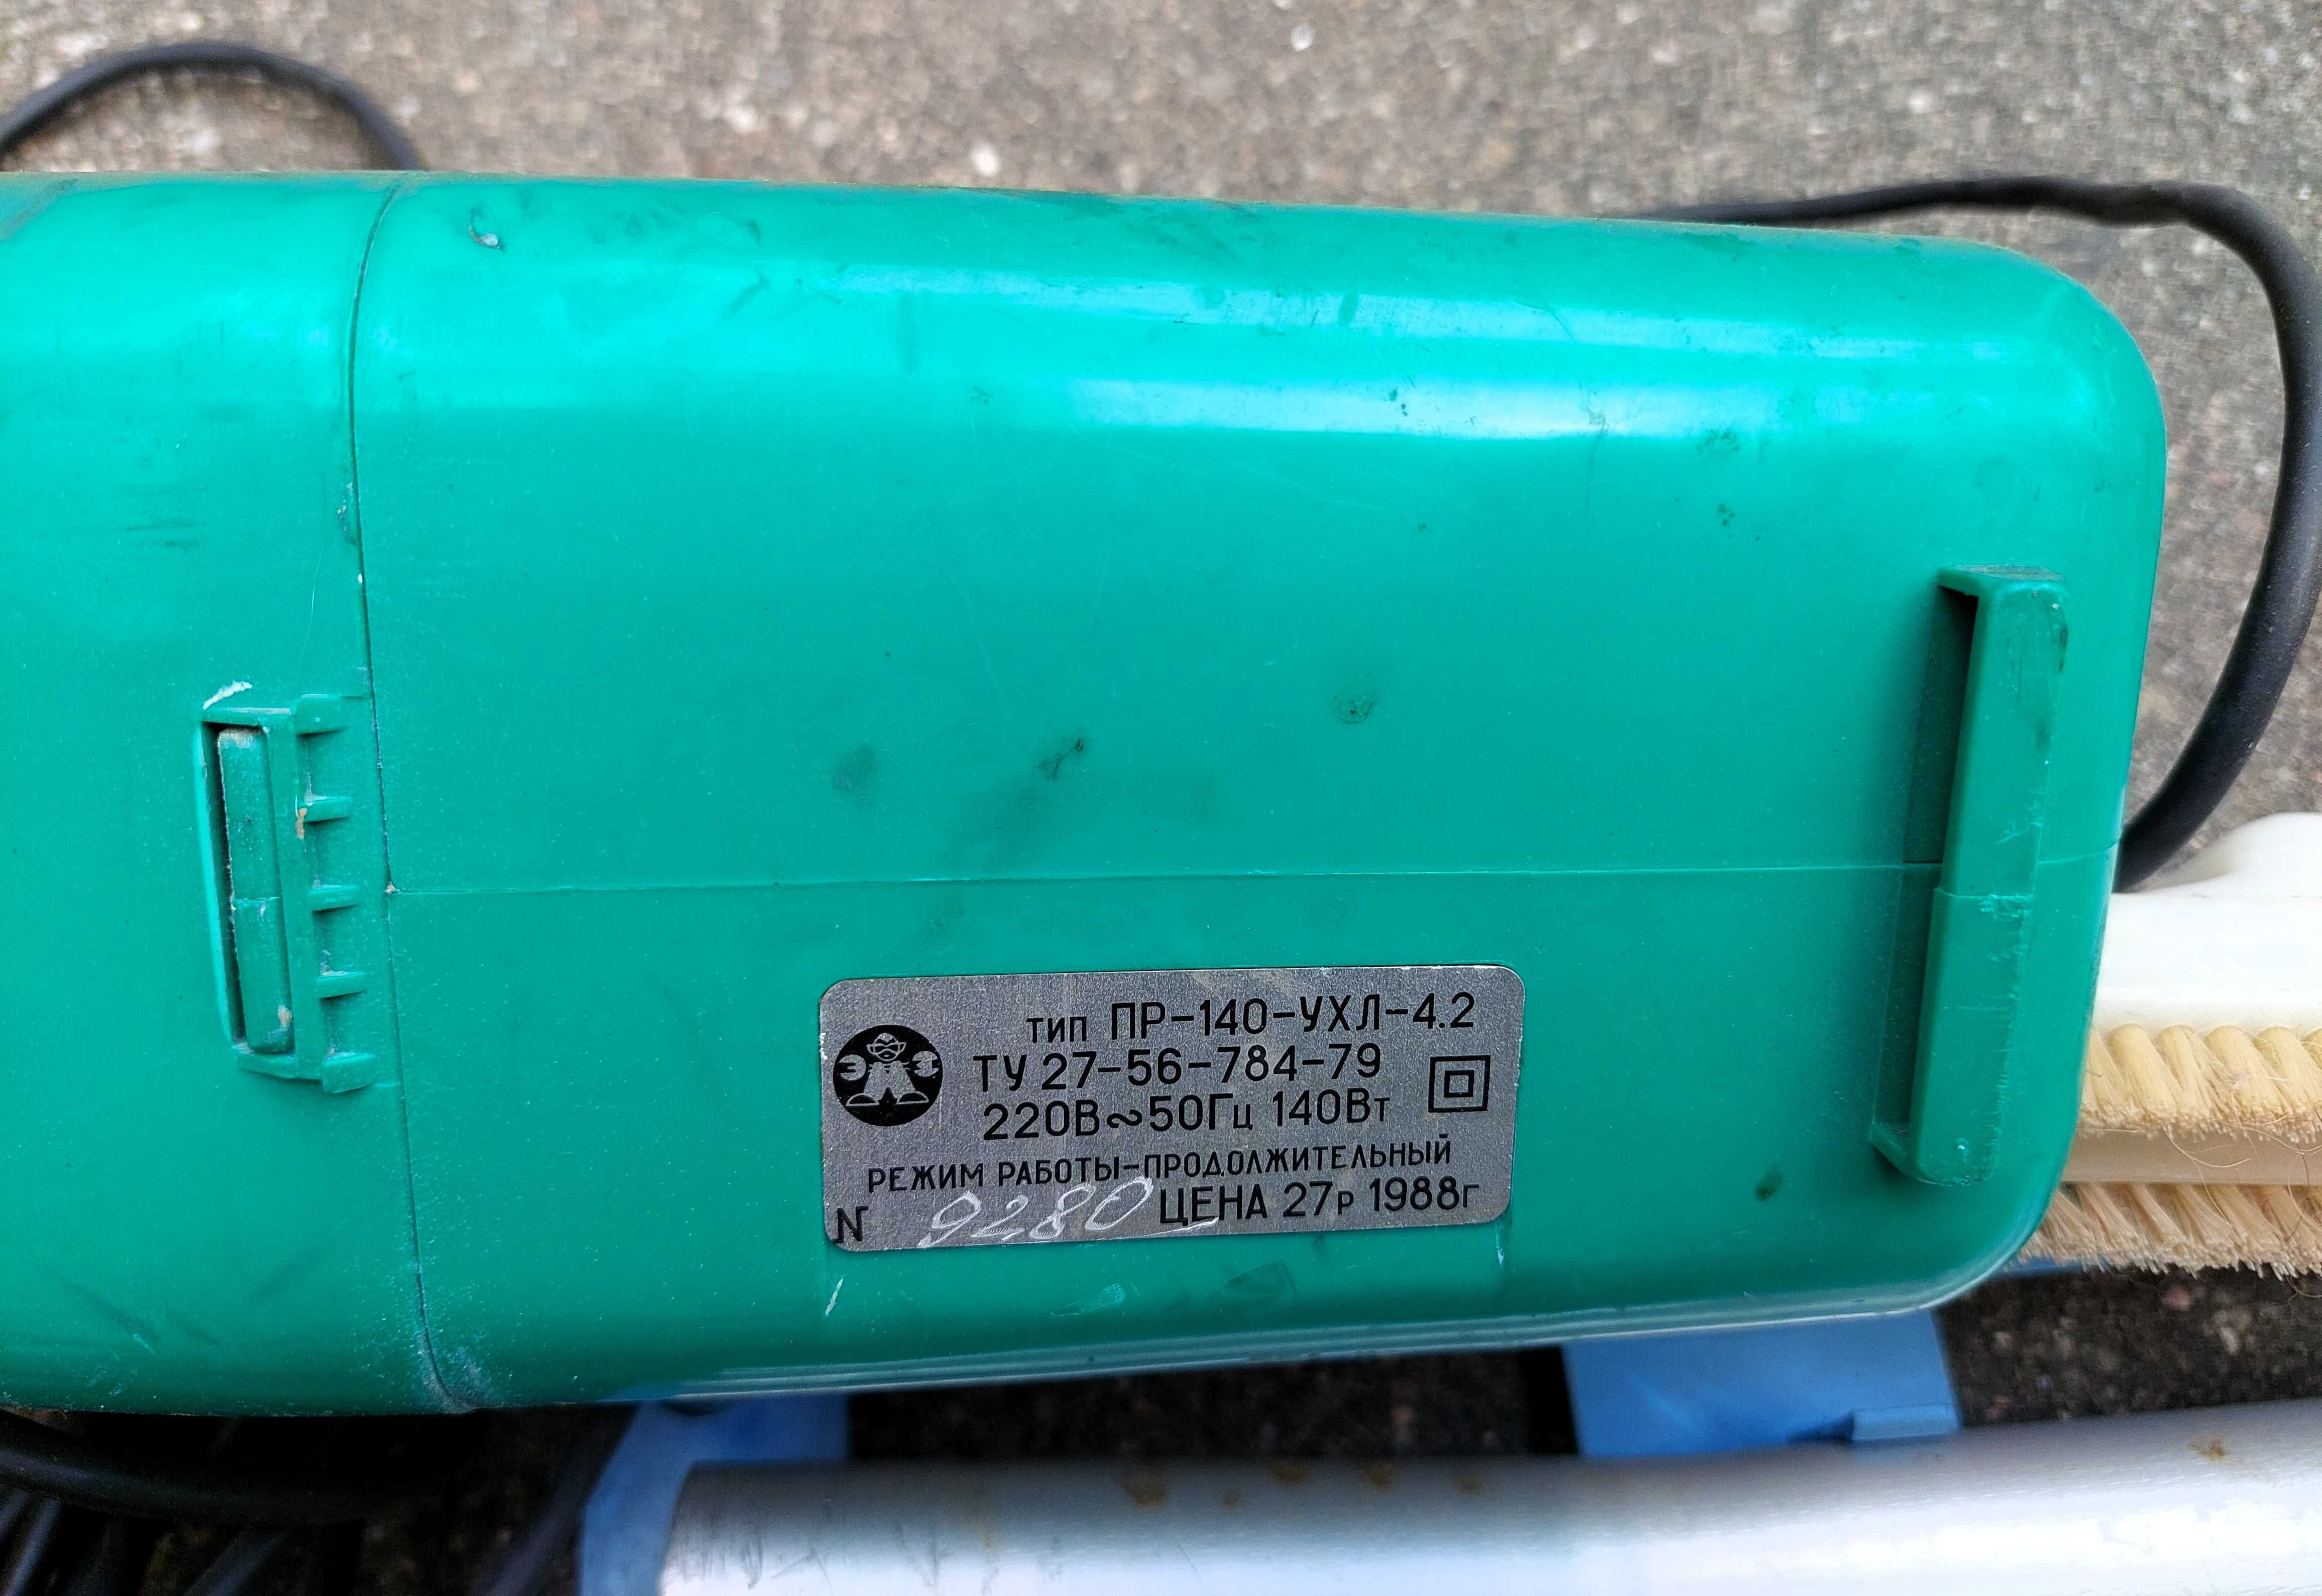 тип ПР-140-УХЛ-4.2
ТУ 27-56-784-79
220В~50Гц 140Вт
РЕЖИМ РАБОТЫ-ПРОДОЛЖИТЕЛЬНЫЙ
N 9280 ЦЕНА 27р 1988г